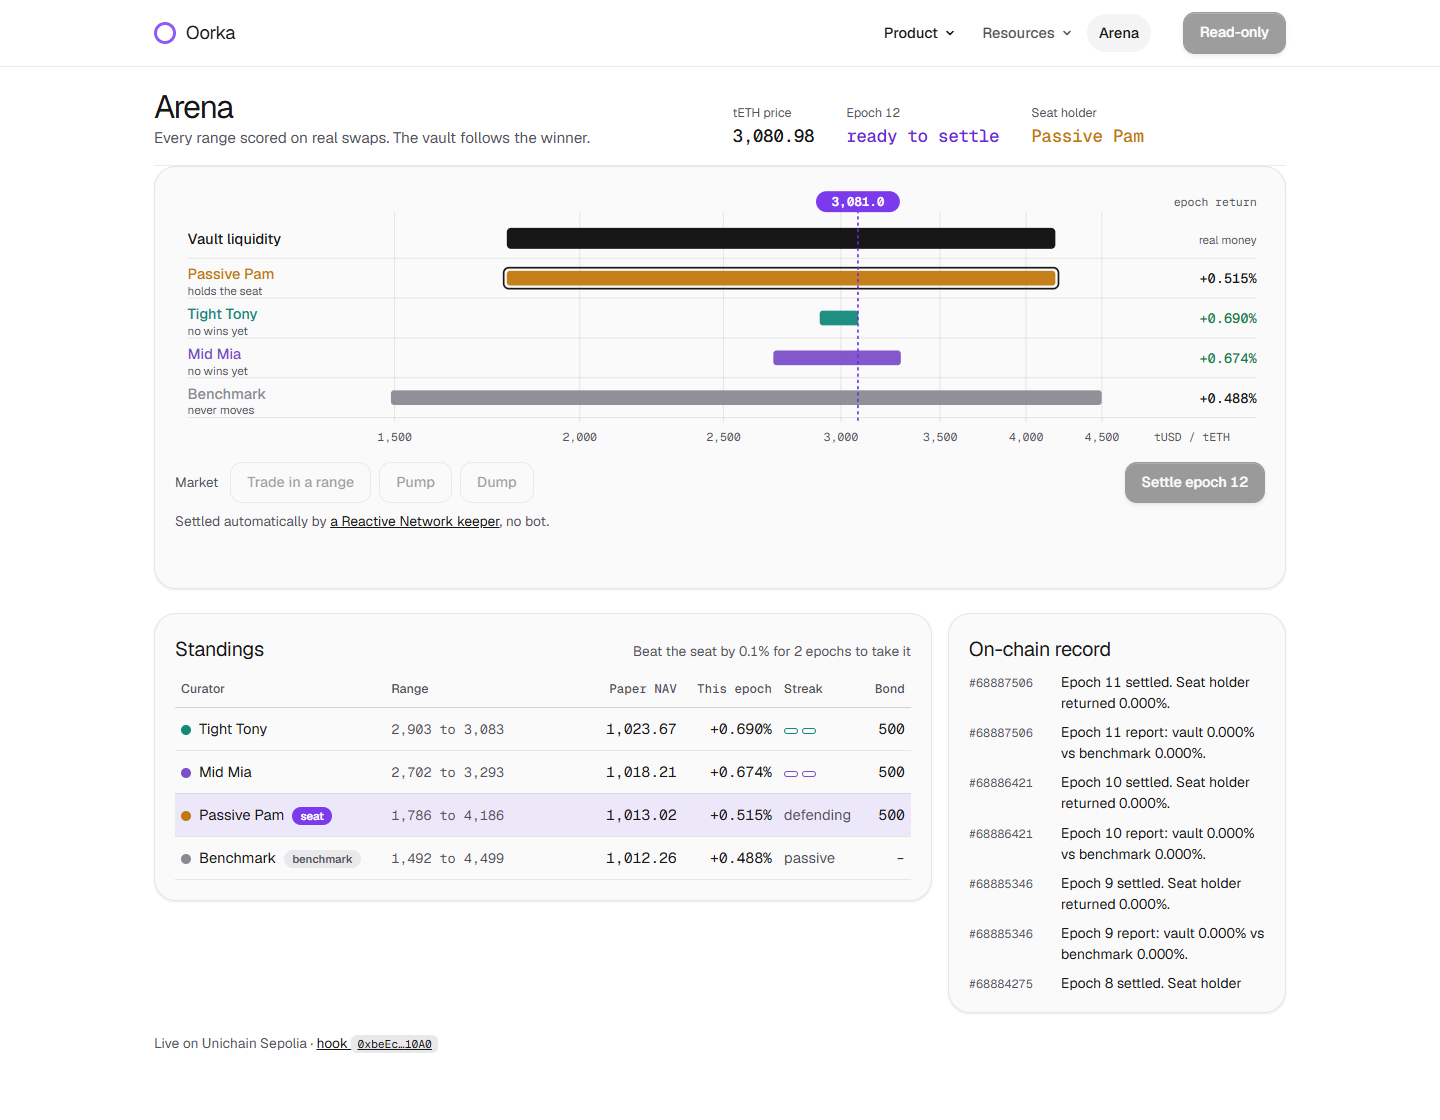 Oorka
Product
Resources
Arena
Read-only
Arena
Every range scored on real swaps. The vault follows the winner.
tETH price
3,080.98
Epoch 12
ready to settle
Seat holder
Passive Pam
3,081.0
epoch return
Vault liquidity
real money
Passive Pam
holds the seat
+0.515%
Tight Tony
no wins yet
+0.690%
Mid Mia
no wins yet
+0.674%
Benchmark
never moves
+0.488%
1,500 2,000 2,500 3,000 3,500 4,000 4,500 tUSD / tETH
Market
Trade in a range
Pump
Dump
Settle epoch 12
Settled automatically by a Reactive Network keeper, no bot.
Standings
Beat the seat by 0.1% for 2 epochs to take it
Curator Range Paper NAV This epoch Streak Bond
Tight Tony 2,903 to 3,083 1,023.67 +0.690% 500
Mid Mia 2,702 to 3,293 1,018.21 +0.674% 500
Passive Pam seat 1,786 to 4,186 1,013.02 +0.515% defending 500
Benchmark benchmark 1,492 to 4,499 1,012.26 +0.488% passive –
On-chain record
#68887506 Epoch 11 settled. Seat holder
returned 0.000%.
#68887506 Epoch 11 report: vault 0.000%
vs benchmark 0.000%.
#68886421 Epoch 10 settled. Seat holder
returned 0.000%.
#68886421 Epoch 10 report: vault 0.000%
vs benchmark 0.000%.
#68885346 Epoch 9 settled. Seat holder
returned 0.000%.
#68885346 Epoch 9 report: vault 0.000% vs
benchmark 0.000%.
#68884275 Epoch 8 settled. Seat holder
Live on Unichain Sepolia · hook 0xbeEc…10A0